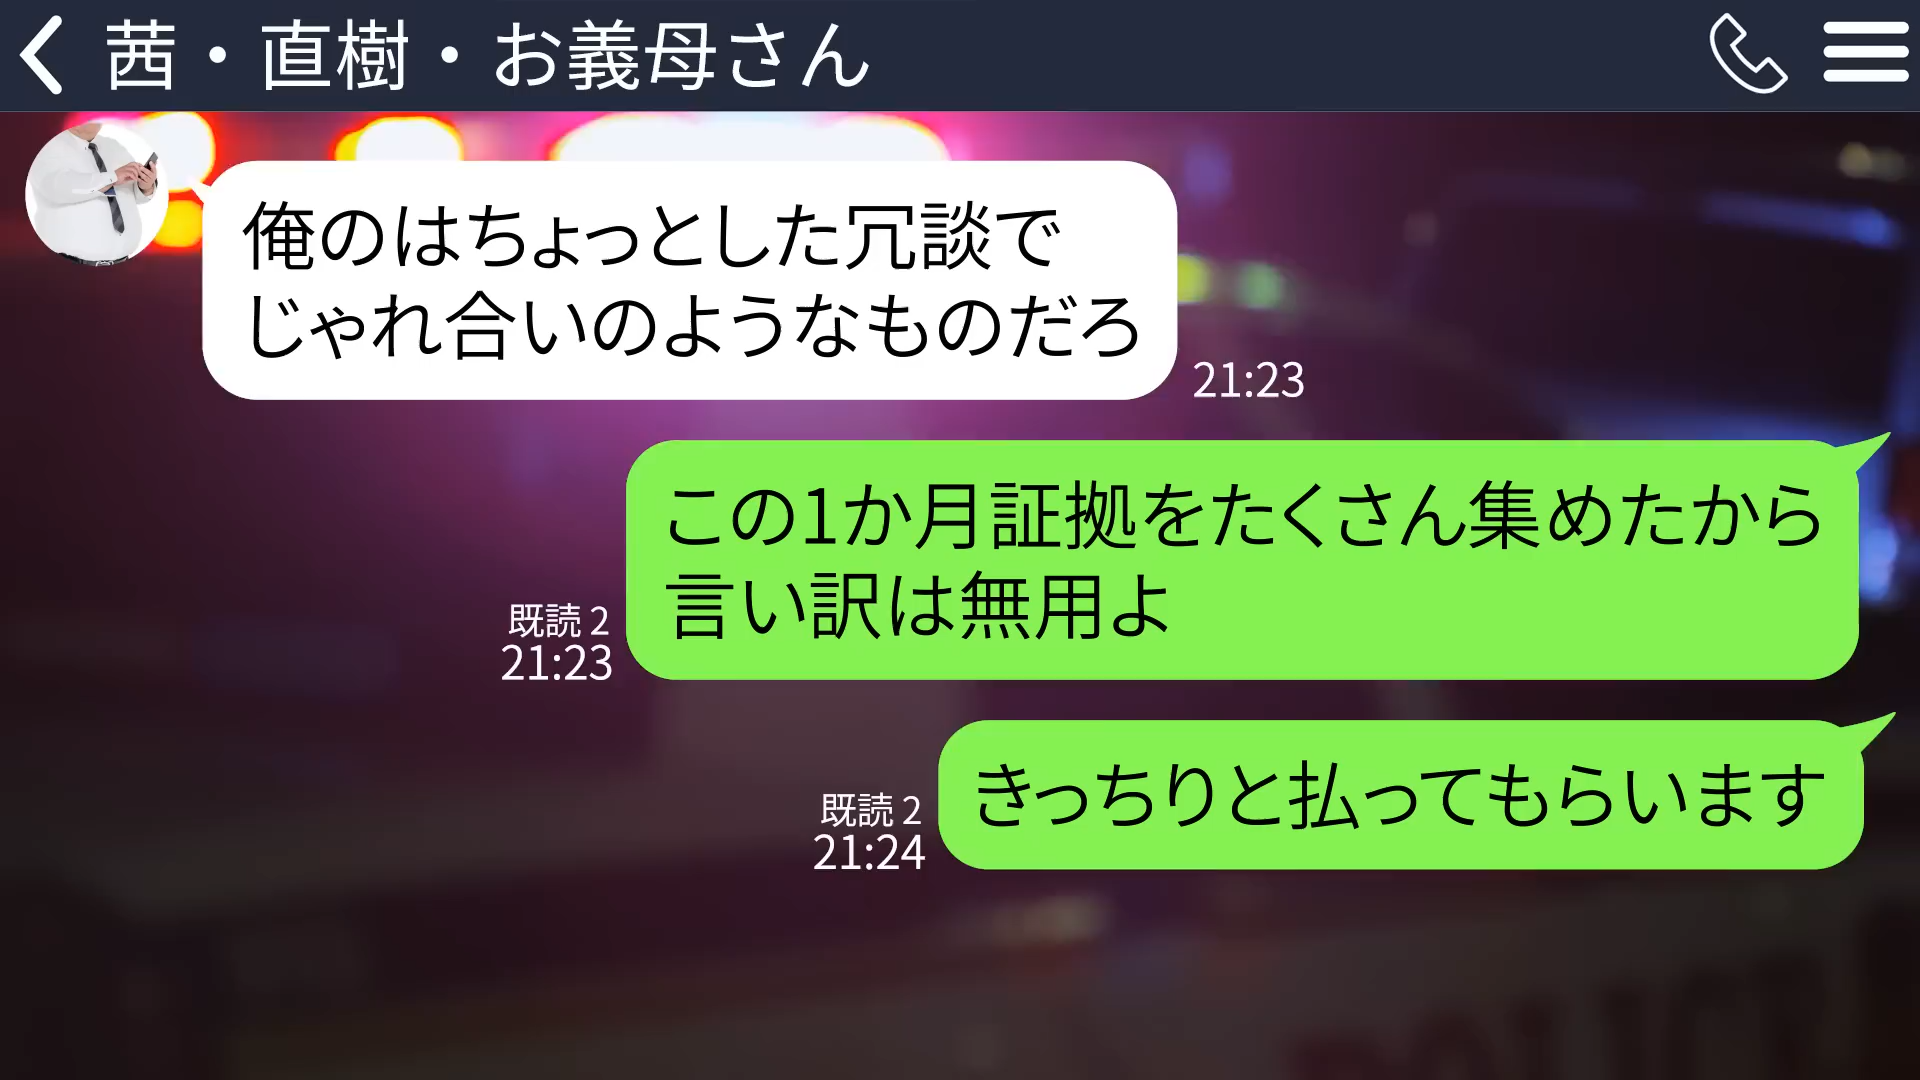 茜・直樹・お義母さん
俺のはちょっとした冗談で
じゃれ合いのようなものだろ
21:23
この1か月証拠をたくさん集めたから
言い訳は無用よ
既読 2
21:23
きっちりと払ってもらいます
既読 2
21:24